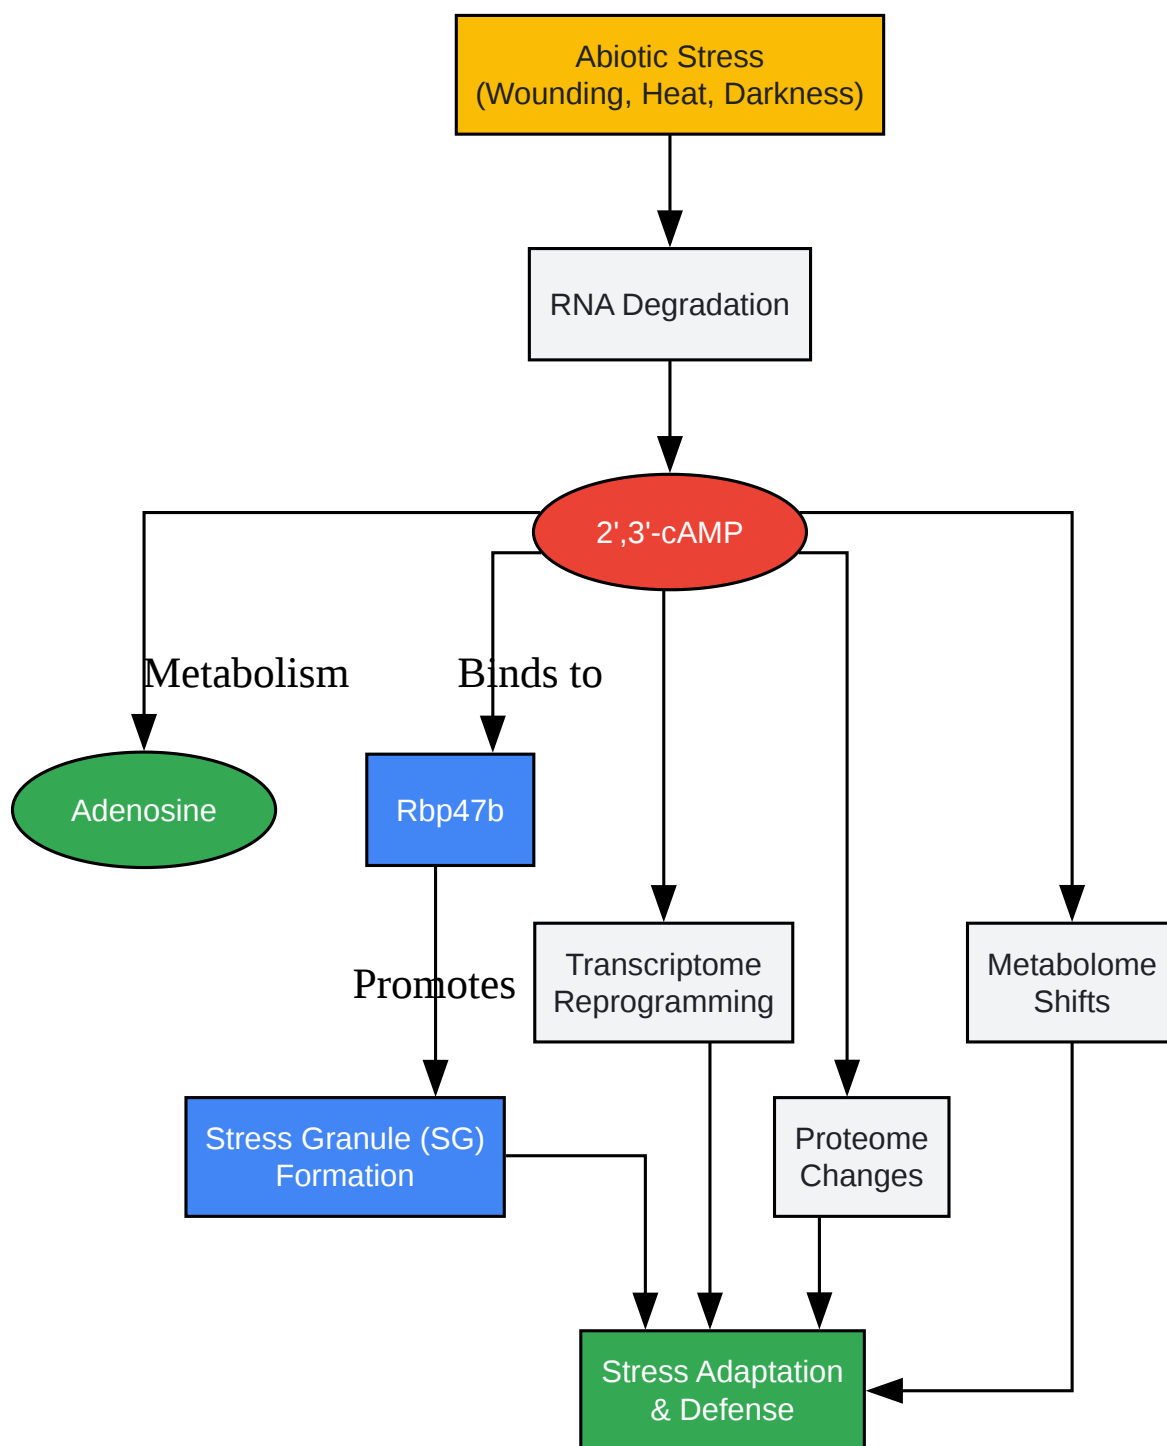 Abiotic Stress
(Wounding, Heat, Darkness)
RNA Degradation
2',3'-cAMP
Metabolism
Binds to
Adenosine
Rbp47b
Transcriptome
Reprogramming
Metabolome
Shifts
Promotes
Stress Granule (SG)
Formation
Proteome
Changes
Stress Adaptation
& Defense